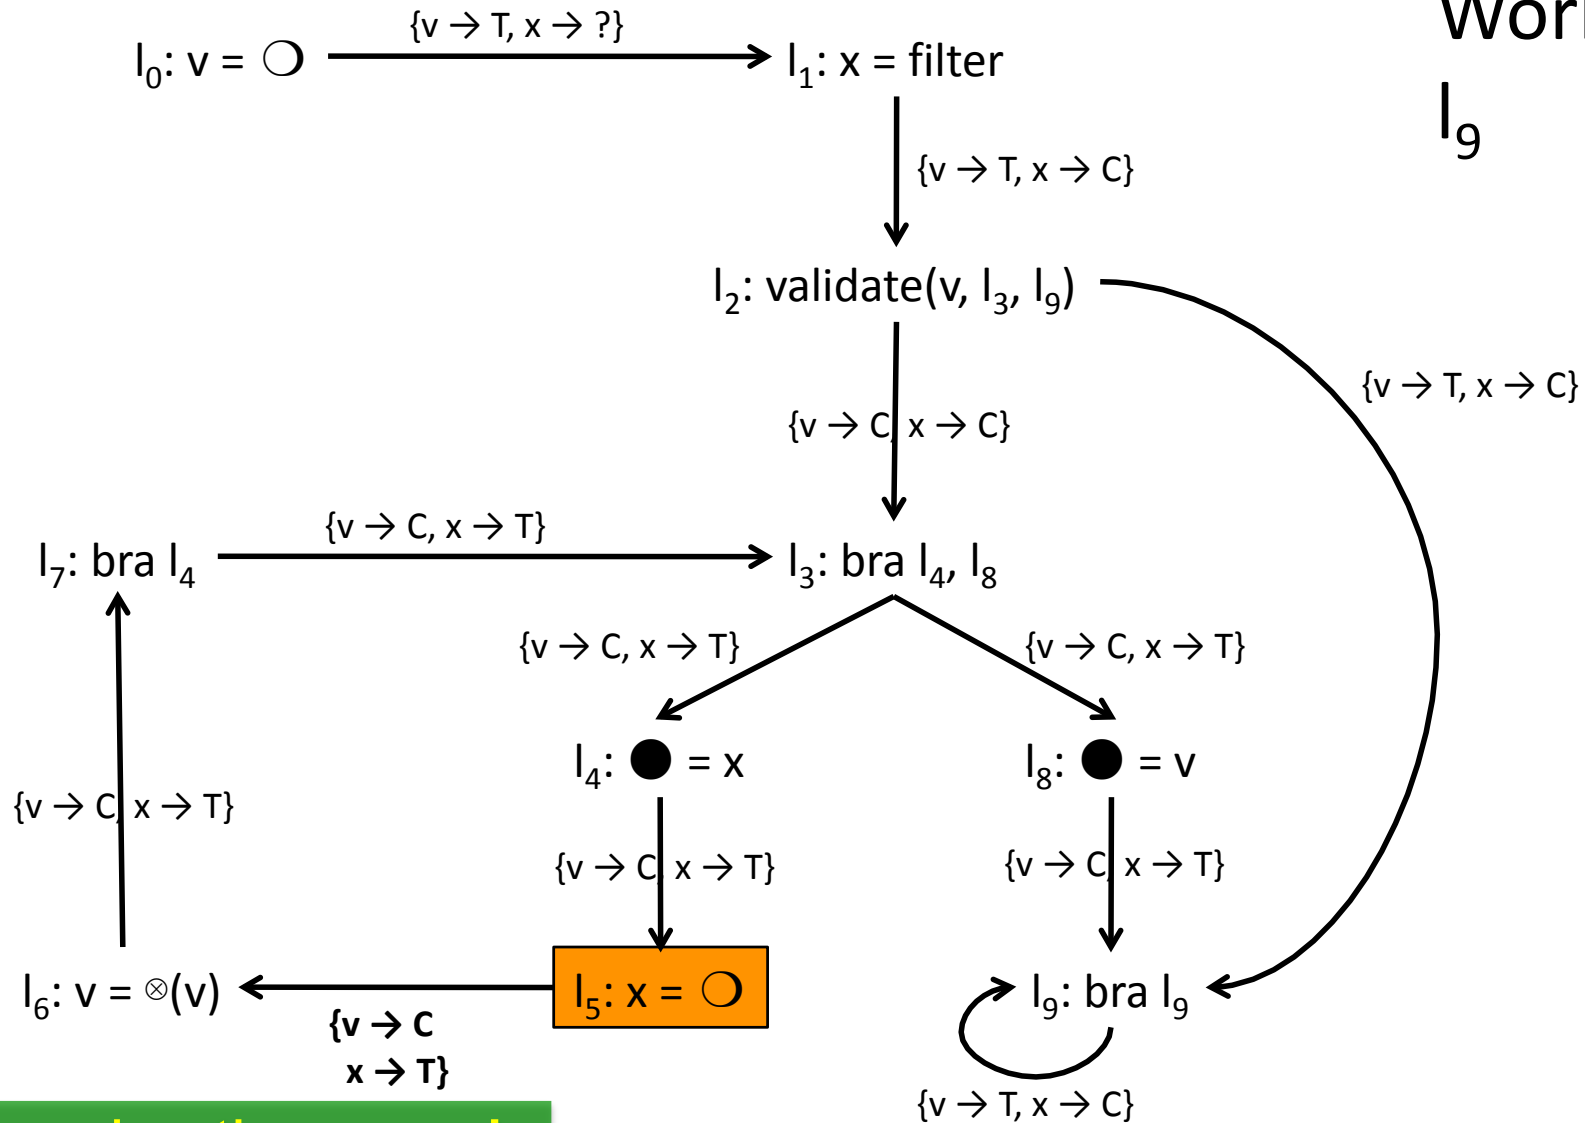 {v → T, x → ?}
l₀: v = ❍
l₁: x = filter
l₉
{v → T, x → C}
l₂: validate(v, l₃, l₉)
{v → T, x → C}
{v → C, x → C}
{v → C, x → T}
l₇: bra l₄
l₃: bra l₄, l₈
{v → C, x → T}
{v → C, x → T}
l₄: ● = x
l₈: ● = v
{v → C, x → T}
{v → C, x → T}
{v → C, x → T}
l₆: v = ⊗(v)
l₅: x = ❍
l₉: bra l₉
{v → C
x → T}
{v → T, x → C}